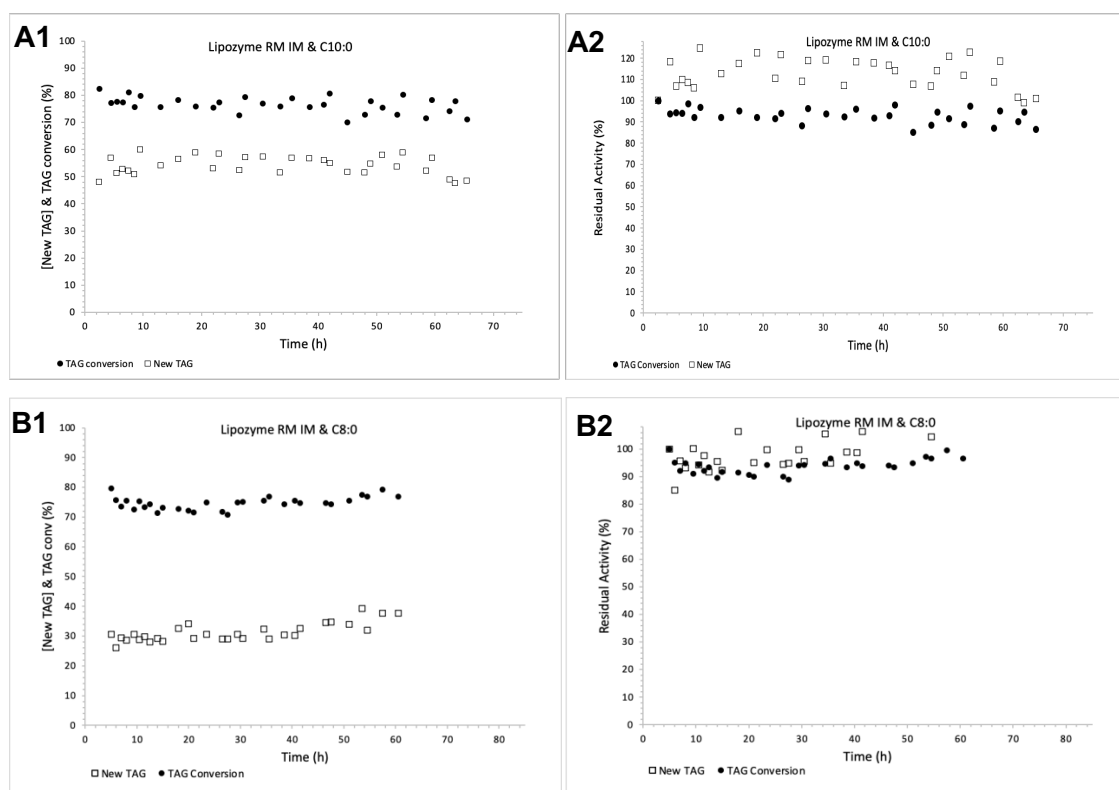 A1
Lipozyme RM IM & C10:0
[New TAG] & TAG conversion (%)
100
90
80
70
60
50
40
30
20
10
0
0 10 20 30 40 50 60 70
Time (h)
TAG conversion New TAG
A2
Lipozyme RM IM & C10:0
Residual Activity (%)
120
110
100
90
80
70
60
50
40
30
20
10
0
0 10 20 30 40 50 60 70
Time (h)
TAG Conversion New TAG
B1
Lipozyme RM IM & C8:0
[New TAG] & TAG conv (%)
100
90
80
70
60
50
40
30
20
10
0
0 10 20 30 40 50 60 70 80
Time (h)
New TAG TAG Conversion
B2
Lipozyme RM IM & C8:0
Residual Activity (%)
100
90
80
70
60
50
40
30
20
10
0
0 10 20 30 40 50 60 70 80
Time (h)
New TAG TAG Conversion